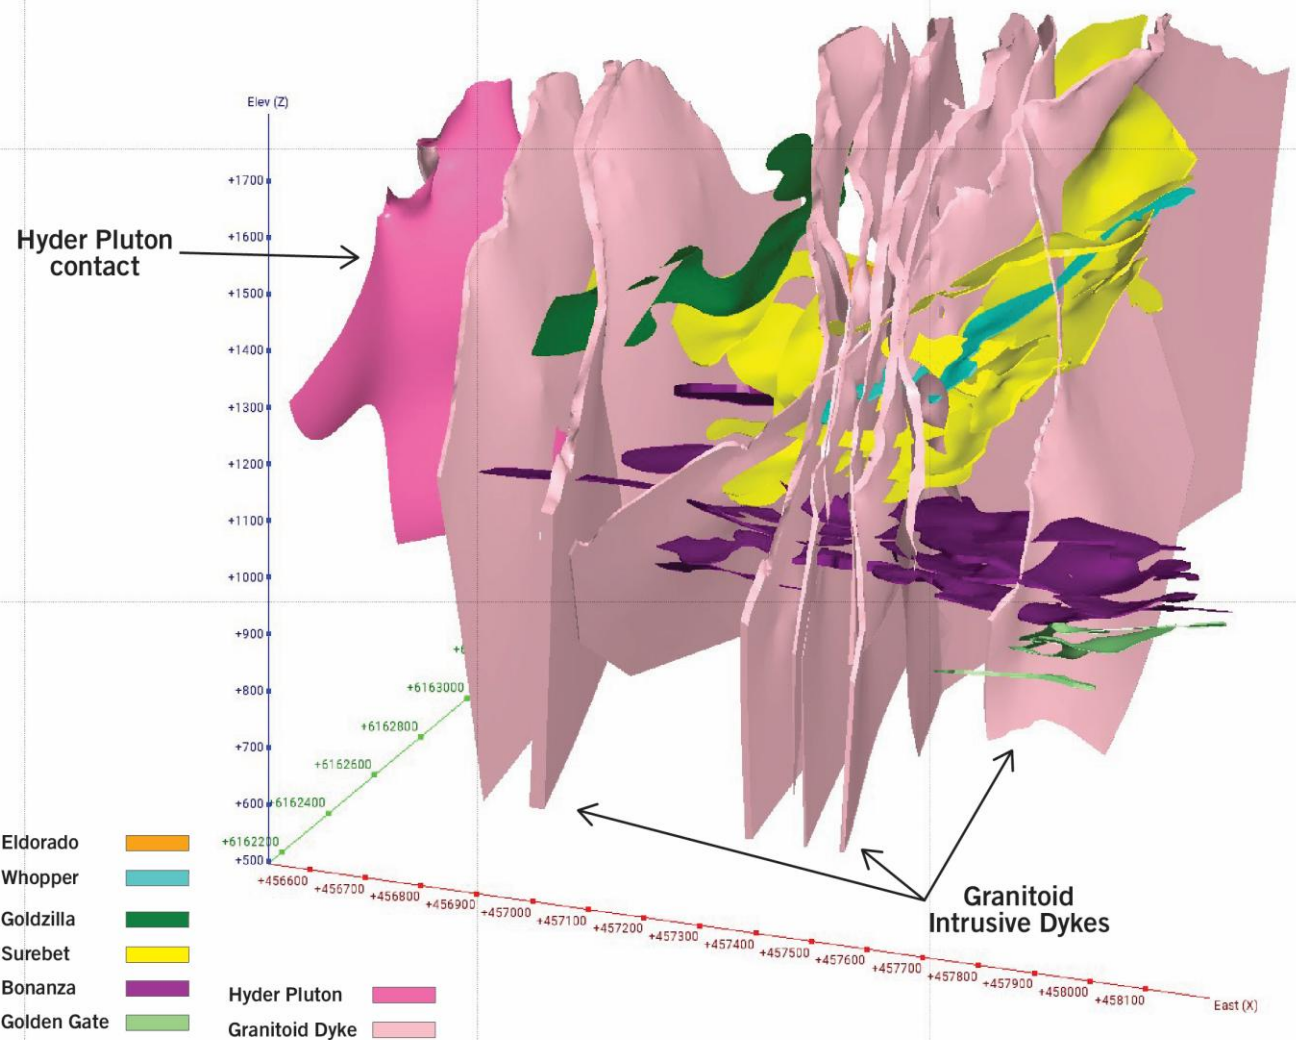 Elev (Z)
+1700
+1600
+1500
+1400
+1300
+1200
+1100
+1000
+900
+800
+700
+600
+500
Hyder Pluton
contact
+6163000
+6162800
+6162600
+6162400
+6162200
+456600
+456700
+456800
+456900
+457000
+457100
+457200
+457300
+457400
+457500
+457600
+457700
+457800
+457900
+458000
+458100
East (X)
Granitoid
Intrusive Dykes
Eldorado
Whopper
Goldzilla
Surebet
Bonanza
Golden Gate
Hyder Pluton
Granitoid Dyke